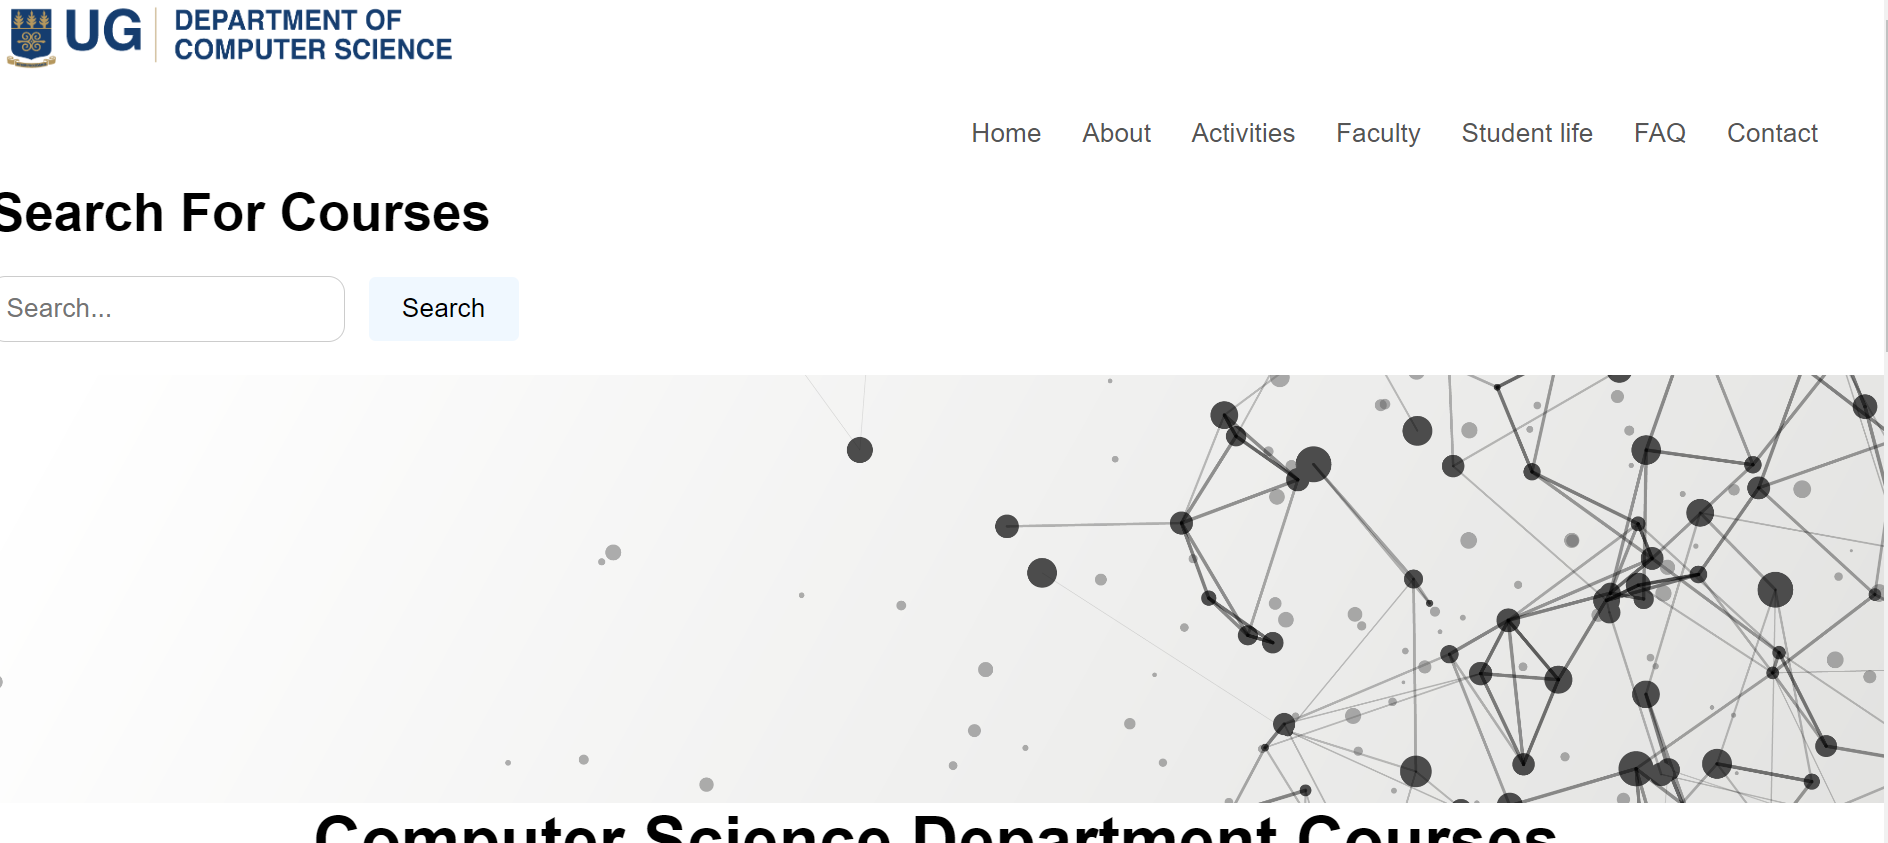 UG
DEPARTMENT OF
COMPUTER SCIENCE
Home About Activities Faculty Student life FAQ Contact
Search For Courses
Search...
Search
Computer Science Department Courses